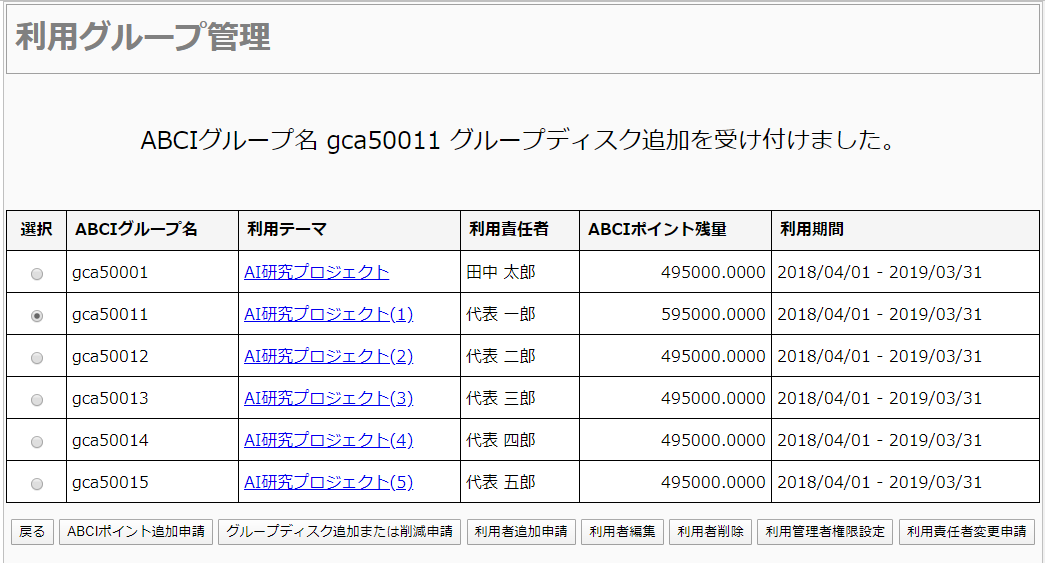 利用グループ管理
ABCIグループ名 gca50011 グループディスク追加を受け付けました。
選択 ABCIグループ名 利用テーマ 利用責任者 ABCIポイント残量 利用期間
gca50001 AI研究プロジェクト 田中 太郎 495000.0000 2018/04/01 - 2019/03/31
gca50011 AI研究プロジェクト(1) 代表 一郎 595000.0000 2018/04/01 - 2019/03/31
gca50012 AI研究プロジェクト(2) 代表 二郎 495000.0000 2018/04/01 - 2019/03/31
gca50013 AI研究プロジェクト(3) 代表 三郎 495000.0000 2018/04/01 - 2019/03/31
gca50014 AI研究プロジェクト(4) 代表 四郎 495000.0000 2018/04/01 - 2019/03/31
gca50015 AI研究プロジェクト(5) 代表 五郎 495000.0000 2018/04/01 - 2019/03/31
戻る ABCIポイント追加申請 グループディスク追加または削減申請 利用者追加申請 利用者編集 利用者削除 利用管理者権限設定 利用責任者変更申請